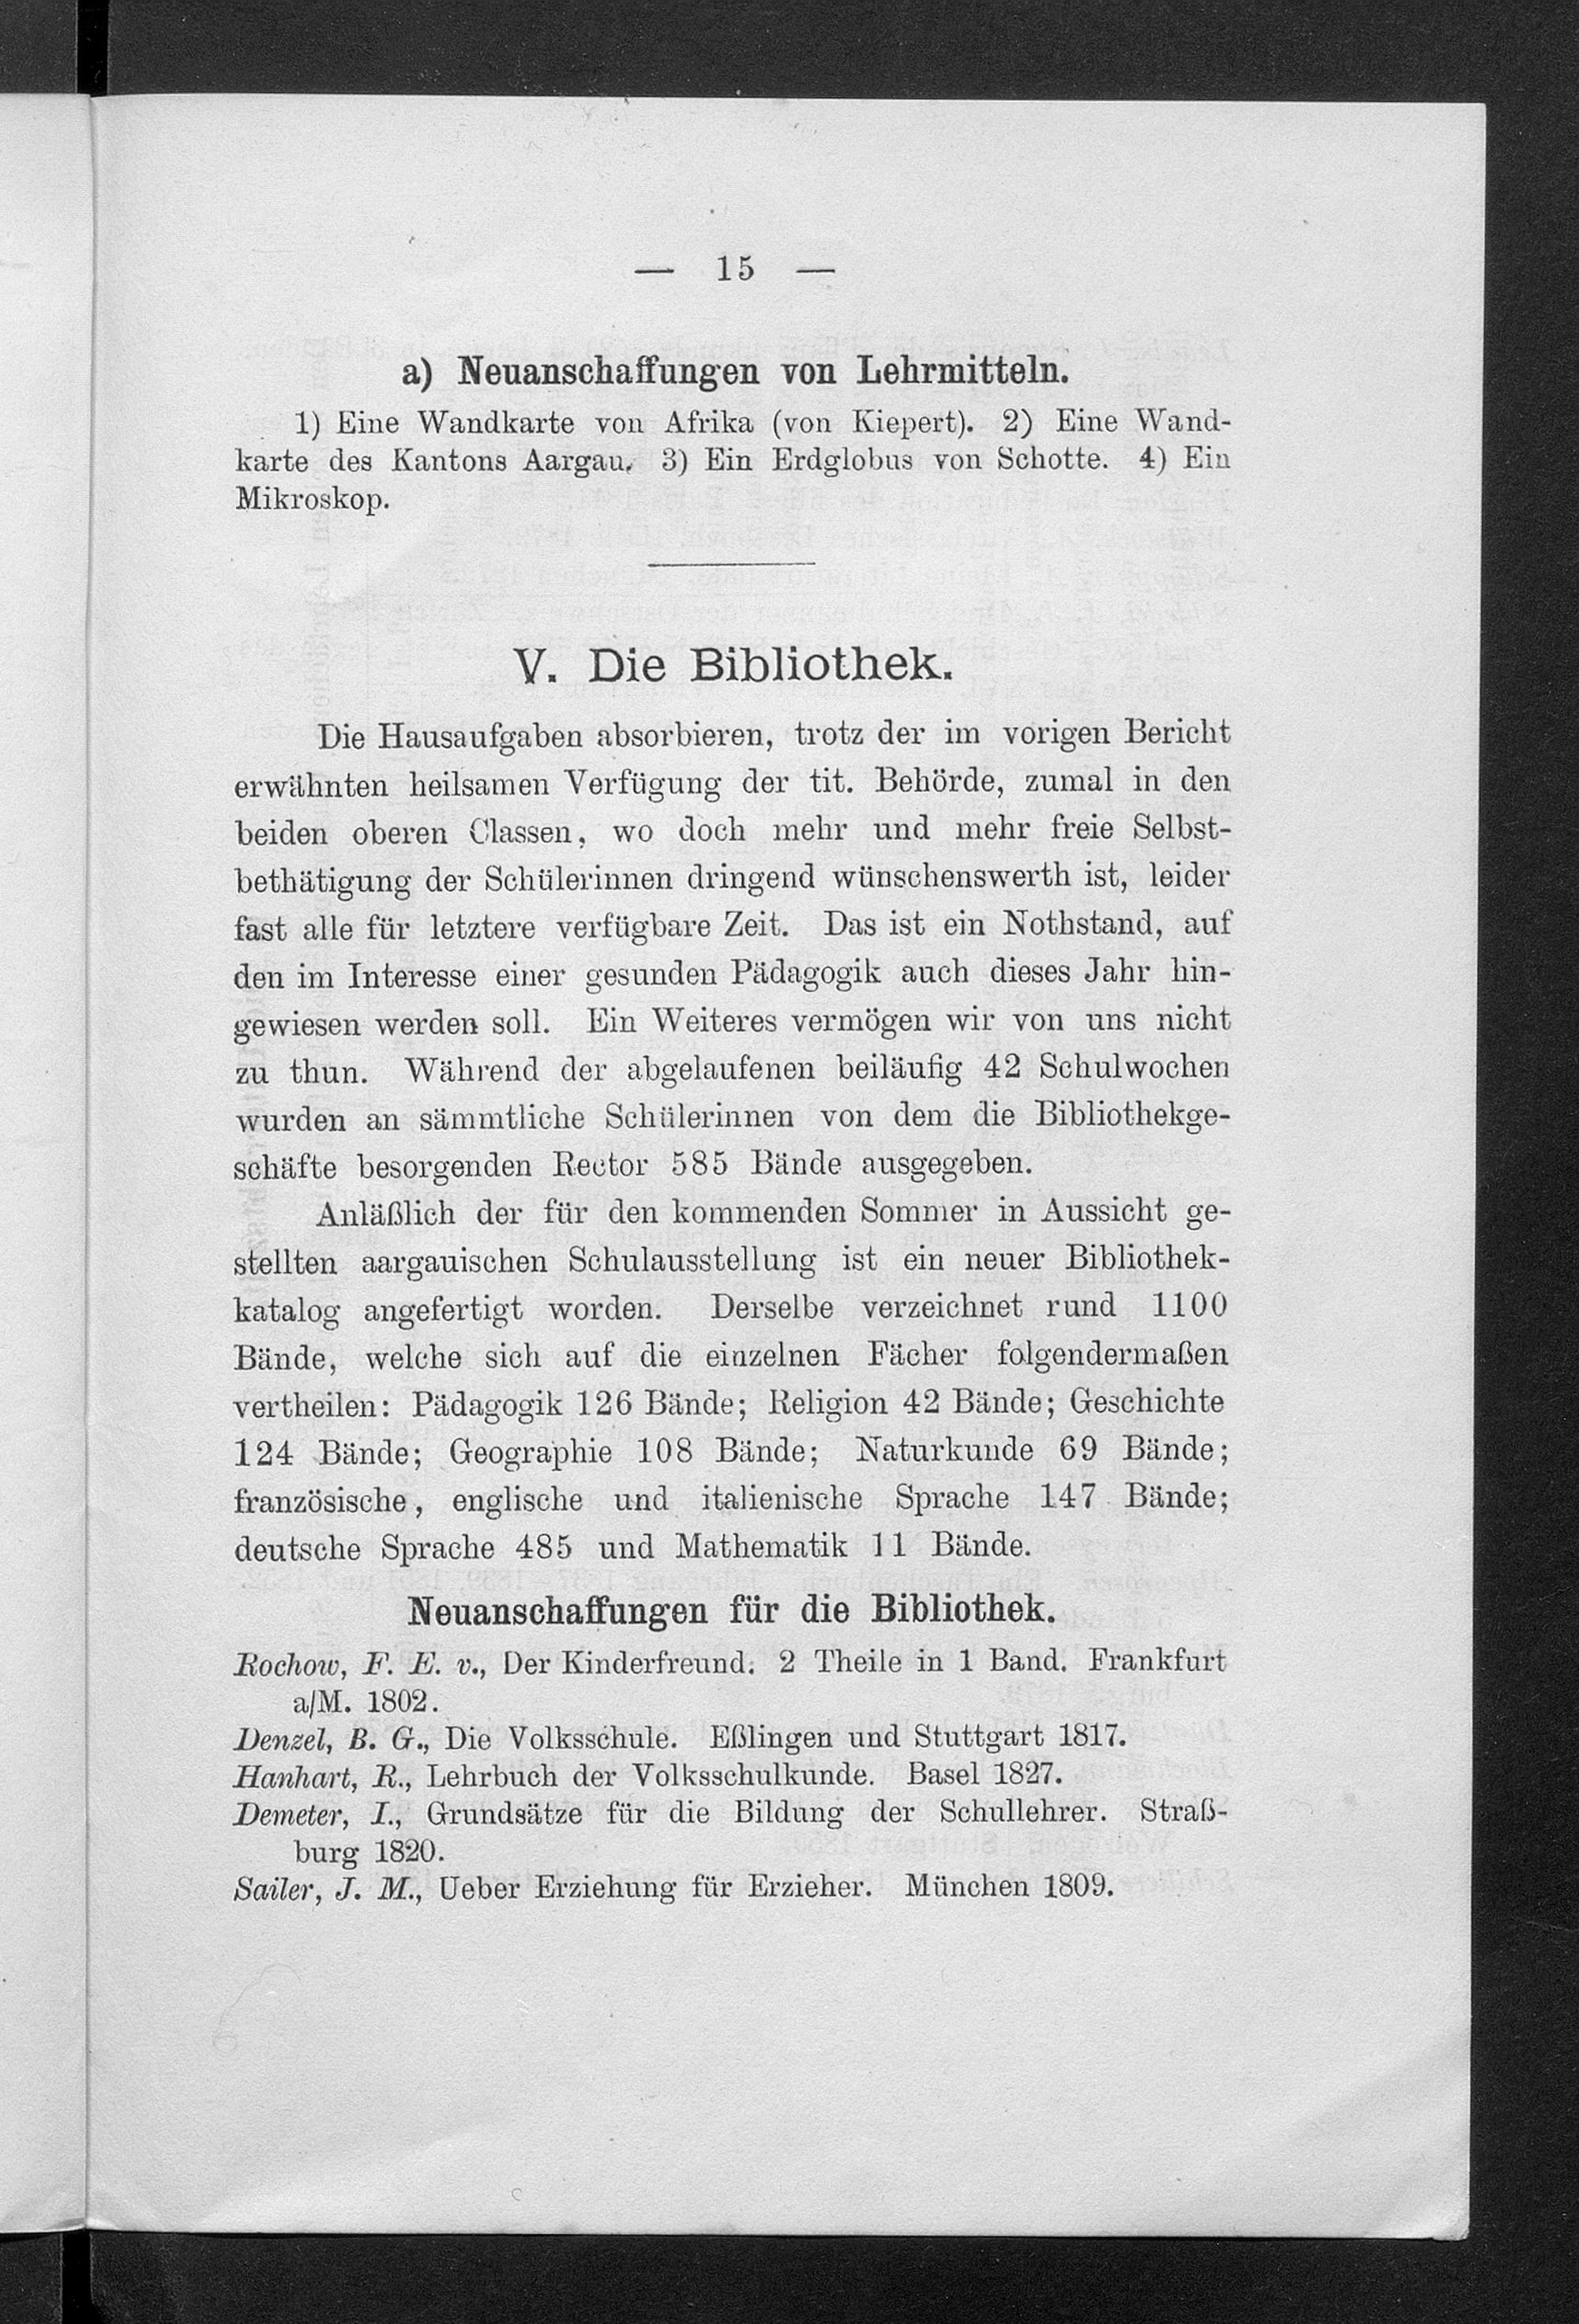 — 15 —
a) Neuanschaffungen von Lehrmitteln.
1) Eine Wandkarte von Afrika (von Kiepert). 2) Eine Wand-
karte des Kantons Aargau. 3) Ein Erdglobus von Schotte. 4) Ein
Mikroskop.
V. Die Bibliothek.
Die Hausaufgaben absorbieren, trotz der im vorigen Bericht
erwähnten heilsamen Verfügung der tit. Behörde, zumal in den
beiden oberen Classen, wo doch mehr und mehr freie Selbst-
bethätigung der Schülerinnen dringend wünschenswerth ist, leider
fast alle für letztere verfügbare Zeit. Das ist ein Nothstand, auf
den im Interesse einer gesunden Pädagogik auch dieses Jahr hin-
gewiesen werden soll. Ein Weiteres vermögen wir von uns nicht
zu thun. Während der abgelaufenen beiläufig 42 Schulwochen
wurden an sämmtliche Schülerinnen von dem die Bibliothekge-
schäfte besorgenden Rector 585 Bände ausgegeben.
Anläßlich der für den kommenden Sommer in Aussicht ge-
stellten aargauischen Schulausstellung ist ein neuer Bibliothek-
katalog angefertigt worden. Derselbe verzeichnet rund 1100
Bände, welche sich auf die einzelnen Fächer folgendermaßen
vertheilen: Pädagogik 126 Bände; Religion 42 Bände; Geschichte
124 Bände; Geographie 108 Bände; Naturkunde 69 Bände;
französische, englische und italienische Sprache 147 Bände;
deutsche Sprache 485 und Mathematik 11 Bände.
Neuanschaffungen für die Bibliothek.
Rochow, F. E. v., Der Kinderfreund. 2 Theile in 1 Band. Frankfurt
a/M. 1802.
Denzel, B. G., Die Volksschule. Eßlingen und Stuttgart 1817.
Hanhart, R., Lehrbuch der Volksschulkunde. Basel 1827.
Demeter, I., Grundsätze für die Bildung der Schullehrer. Straß-
burg 1820.
Sailer, J. M., Ueber Erziehung für Erzieher. München 1809.